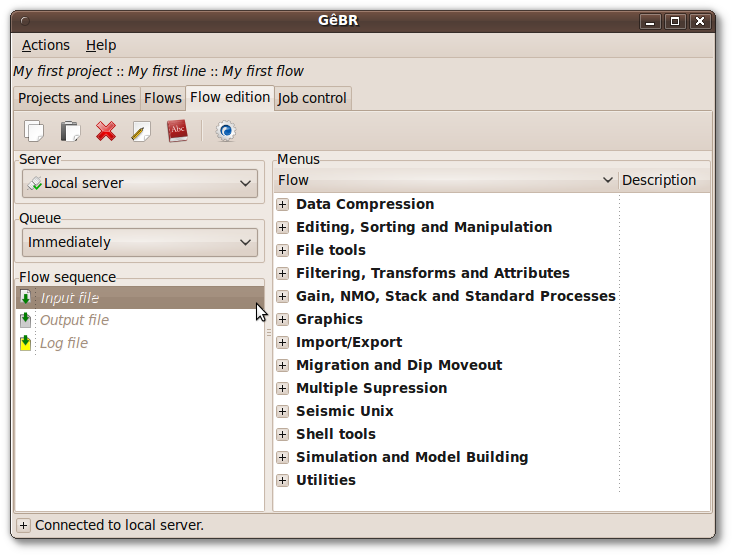 GêBR
Actions Help
My first project :: My first line :: My first flow
Projects and Lines Flows Flow edition Job control
Abc
Server
Local server
Queue
Immediately
Flow sequence
Input file
Output file
Log file
Menus
Flow Description
Data Compression
Editing, Sorting and Manipulation
File tools
Filtering, Transforms and Attributes
Gain, NMO, Stack and Standard Processes
Graphics
Import/Export
Migration and Dip Moveout
Multiple Supression
Seismic Unix
Shell tools
Simulation and Model Building
Utilities
Connected to local server.